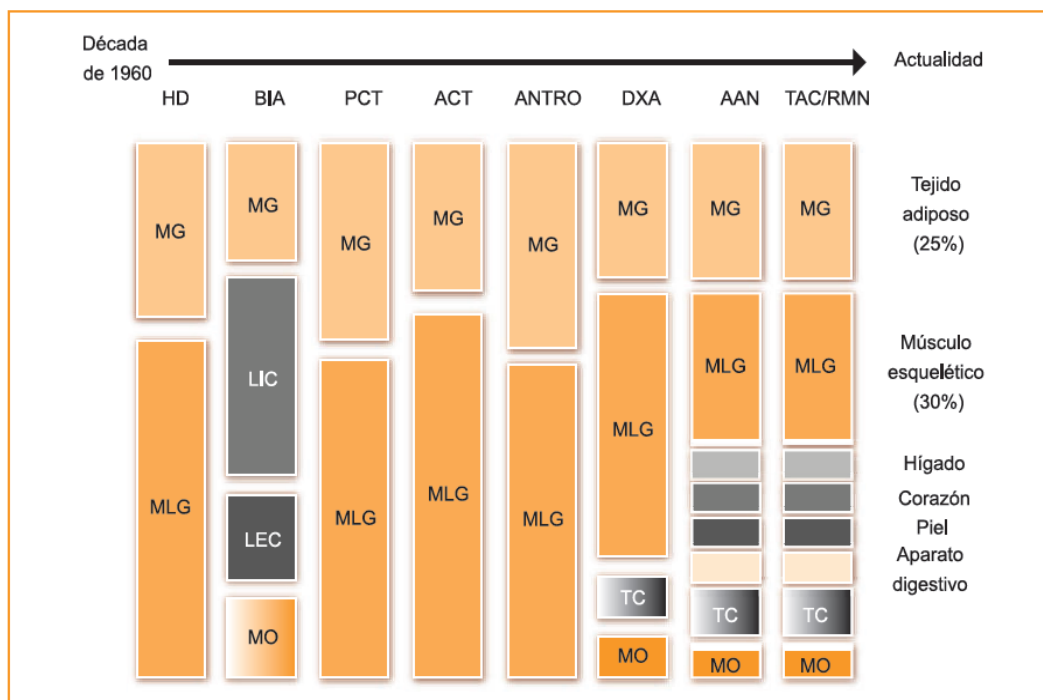 Década
de 1960
Actualidad
HD BIA PCT ACT ANTRO DXA AAN TAC/RMN
MG MG MG MG MG MG MG MG
Tejido
adiposo
(25%)
LIC
MLG MLG
Músculo
esquelético
(30%)
MLG
MLG MLG MLG MLG
LEC
Hígado
Corazón
Piel
Aparato
digestivo
TC TC TC
MO MO MO MO